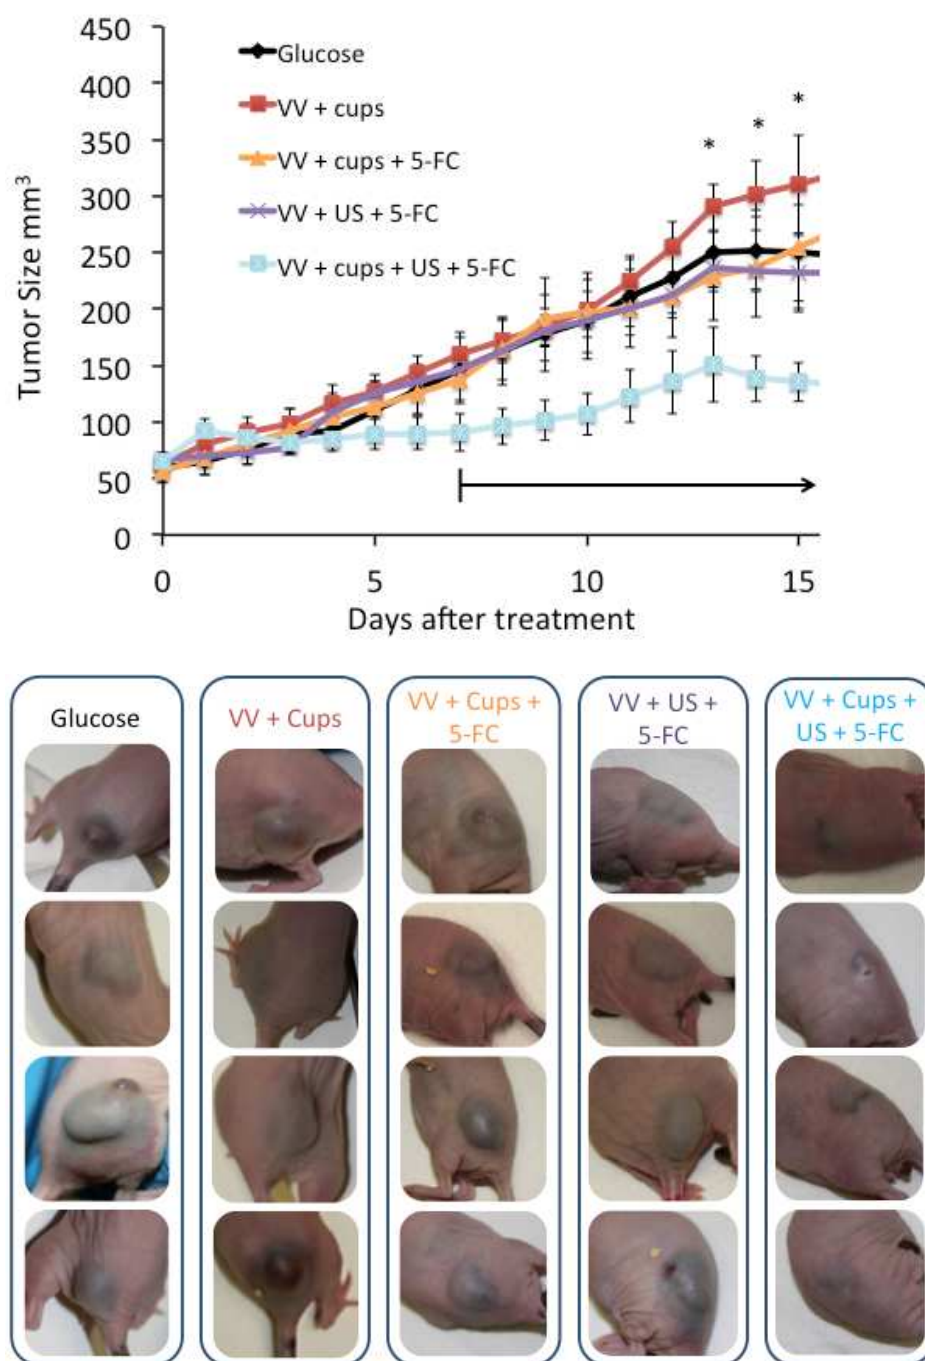 450
400
350
300
250
200
150
100
50
0
Tumor Size mm³
Glucose
VV + cups
VV + cups + 5-FC
VV + US + 5-FC
VV + cups + US + 5-FC
* * *
0 5 10 15
Days after treatment
Glucose
VV + Cups
VV + Cups +
5-FC
VV + US +
5-FC
VV + Cups +
US + 5-FC